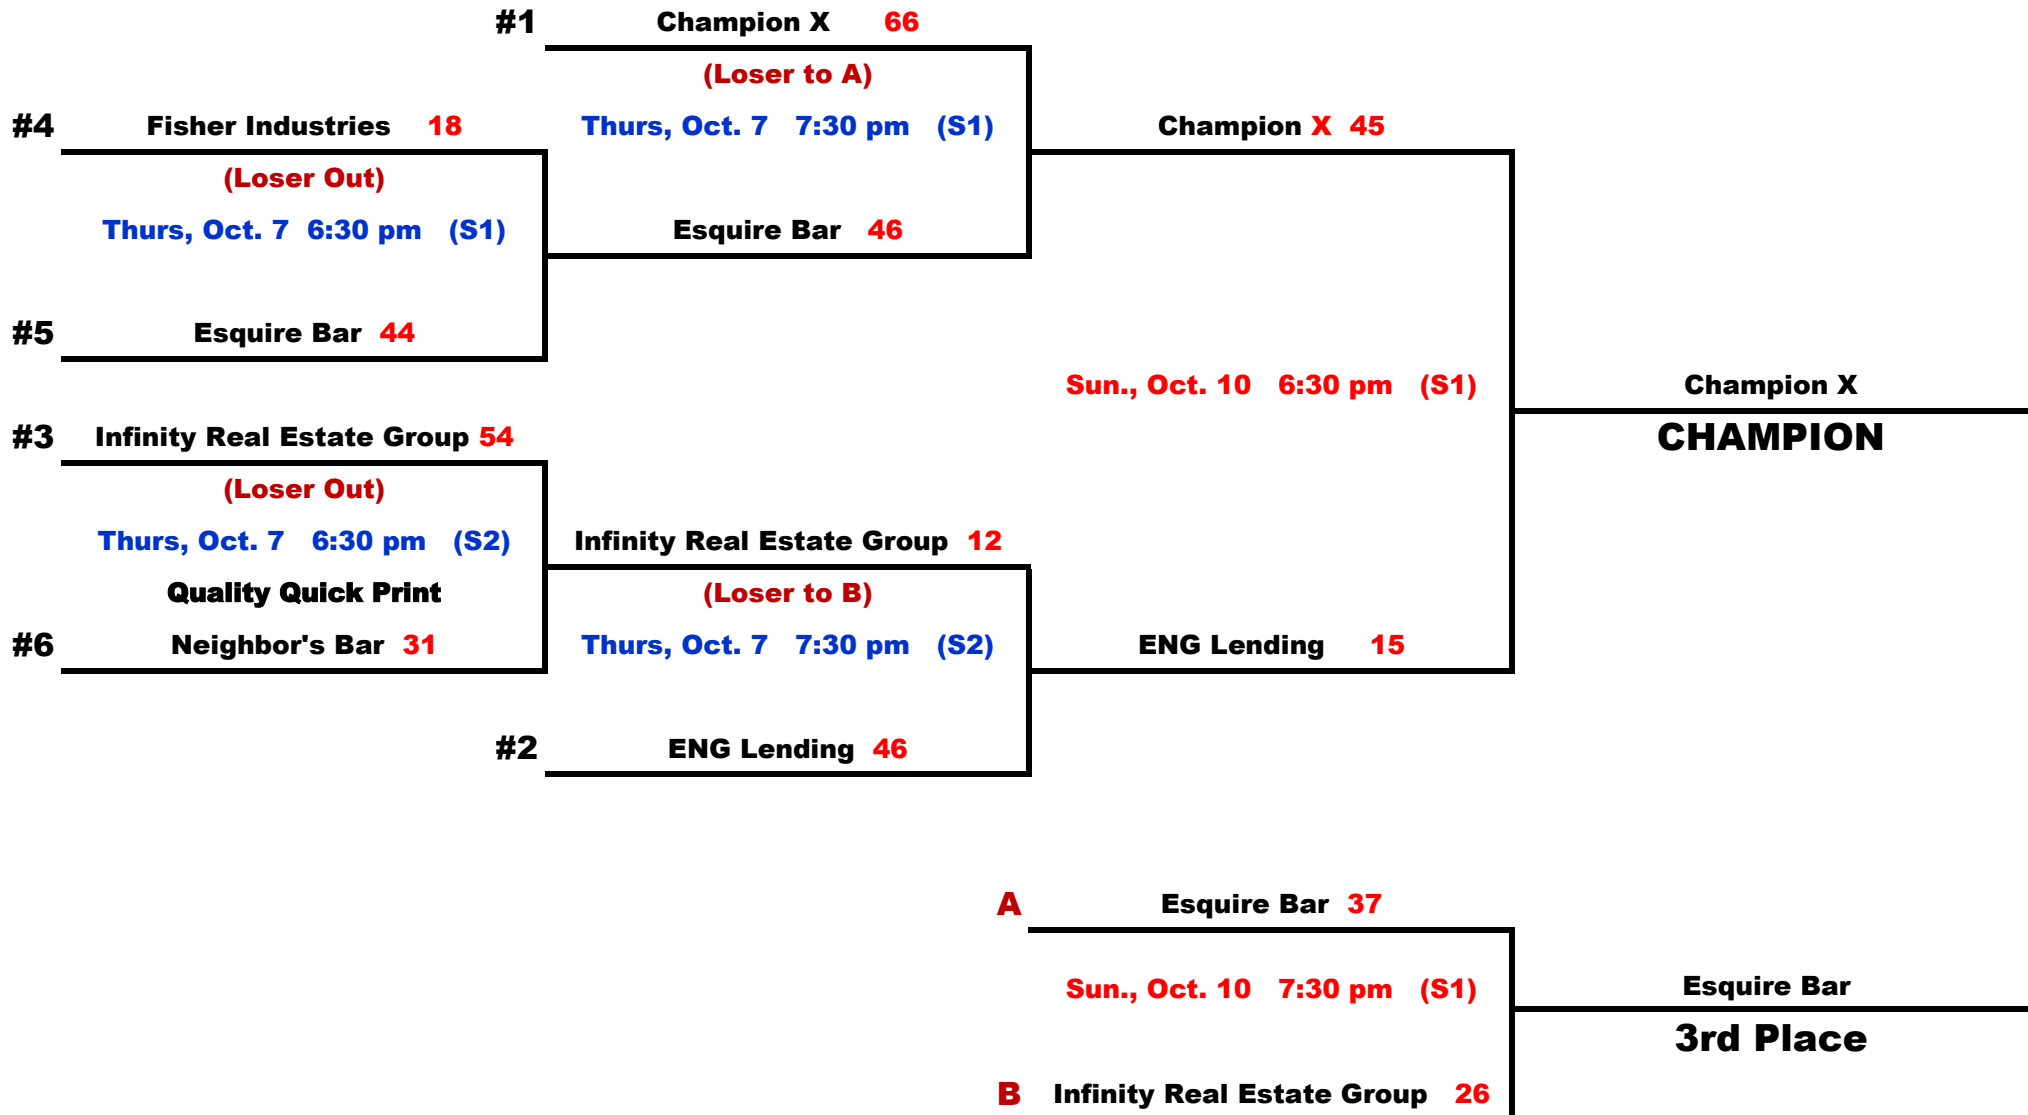 #1 Champion X 66
(Loser to A)
#4 Fisher Industries 18 Thurs, Oct. 7 7:30 pm (S1) Champion X 45
(Loser Out)
Thurs, Oct. 7 6:30 pm (S1) Esquire Bar 46
#5 Esquire Bar 44
Sun., Oct. 10 6:30 pm (S1) Champion X
#3 Infinity Real Estate Group 54 CHAMPION
(Loser Out)
Thurs, Oct. 7 6:30 pm (S2) Infinity Real Estate Group 12
Quality Quick Print (Loser to B)
#6 Neighbor's Bar 31 Thurs, Oct. 7 7:30 pm (S2) ENG Lending 15
#2 ENG Lending 46
A Esquire Bar 37
Sun., Oct. 10 7:30 pm (S1) Esquire Bar
3rd Place
B Infinity Real Estate Group 26